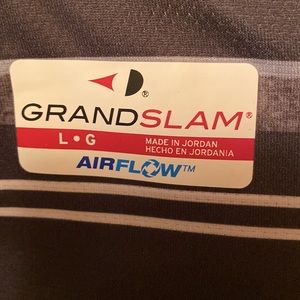 ®
GRANDSLAM®
L • G
MADE IN JORDAN
HECHO EN JORDANIA
AIRFLOW™